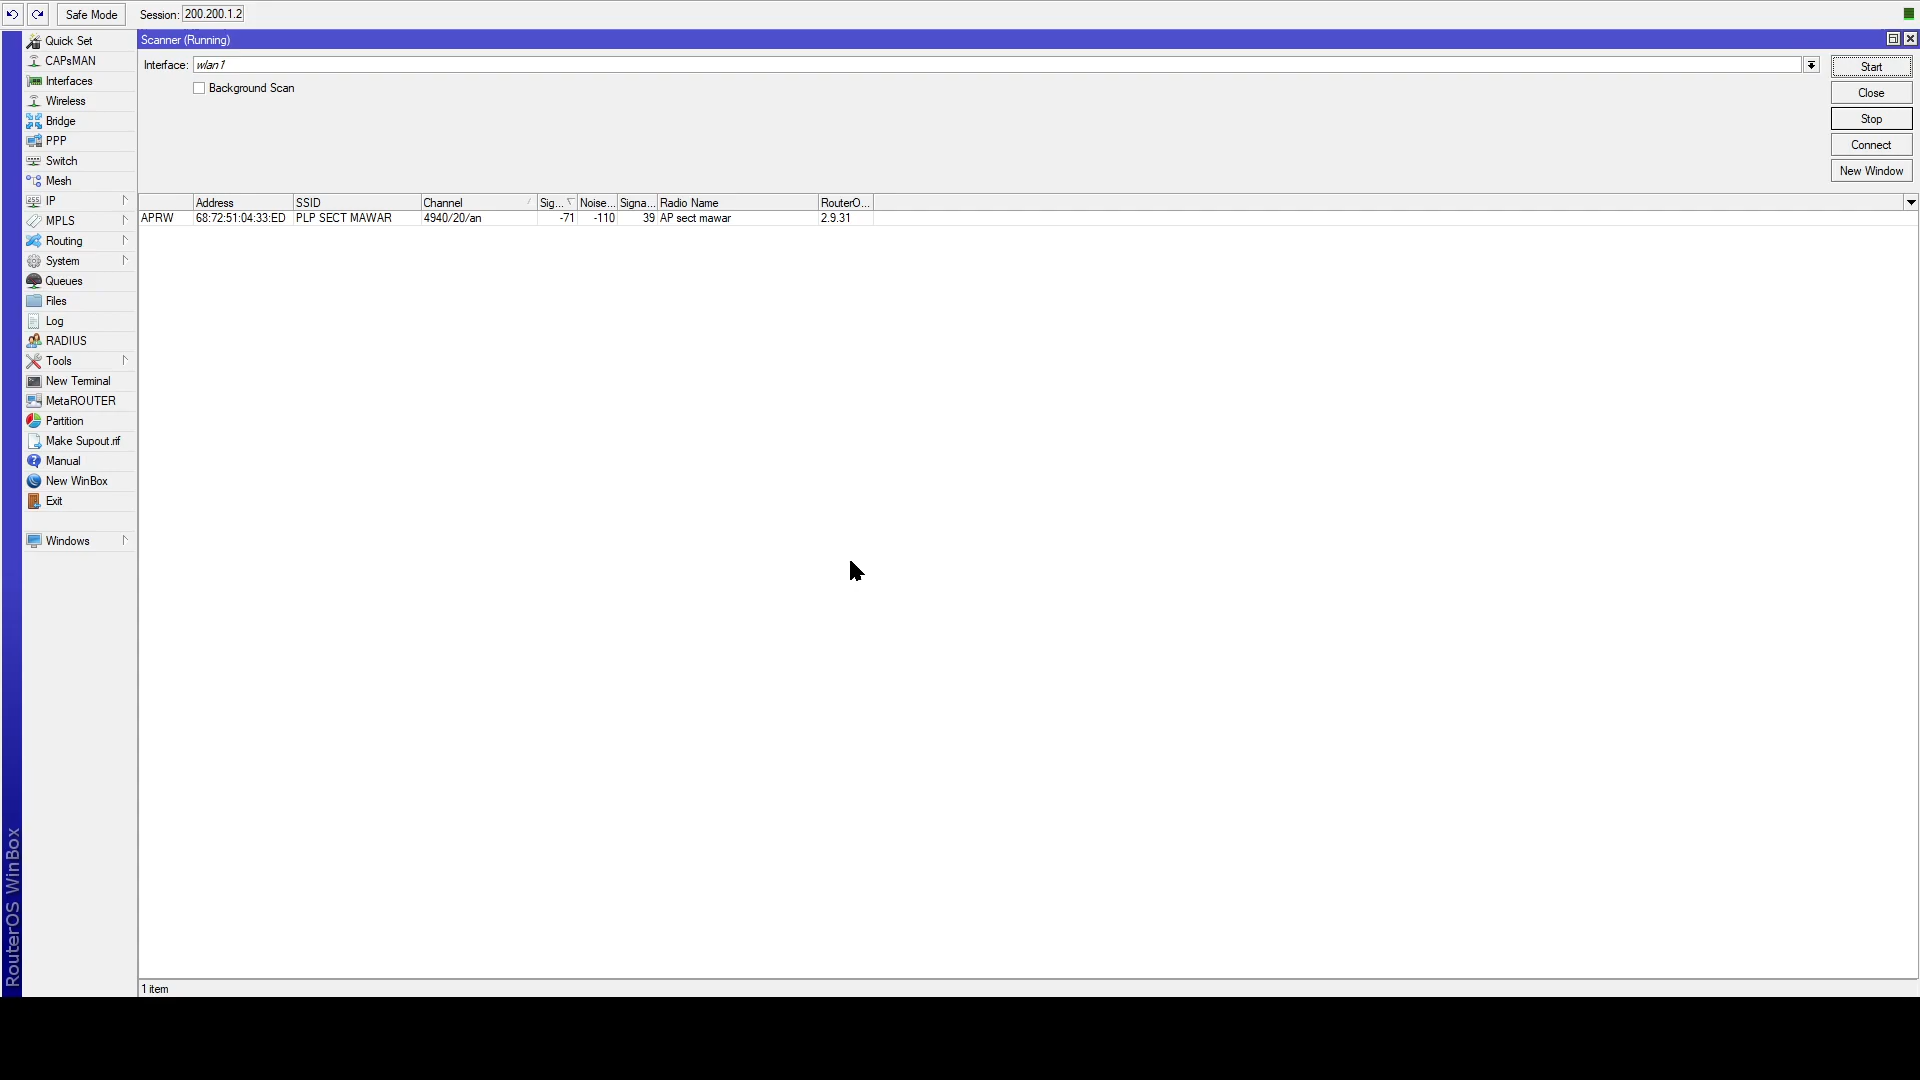 Safe Mode Session: 200.200.1.2
Quick Set
CAPsMAN
Interfaces
Wireless
Bridge
PPP
Switch
Mesh
IP
MPLS
Routing
System
Queues
Files
Log
RADIUS
Tools
New Terminal
MetaROUTER
Partition
Make Supout.rif
Manual
New WinBox
Exit
Windows
RouterOS WinBox
Scanner (Running)
Interface: wlan1
Background Scan
Start
Close
Stop
Connect
New Window
Address SSID Channel Sig... Noise... Signa... Radio Name RouterO...
APRW 68:72:51:04:33:ED PLP SECT MAWAR 4940/20/an -71 -110 39 AP sect mawar 2.9.31
1 item